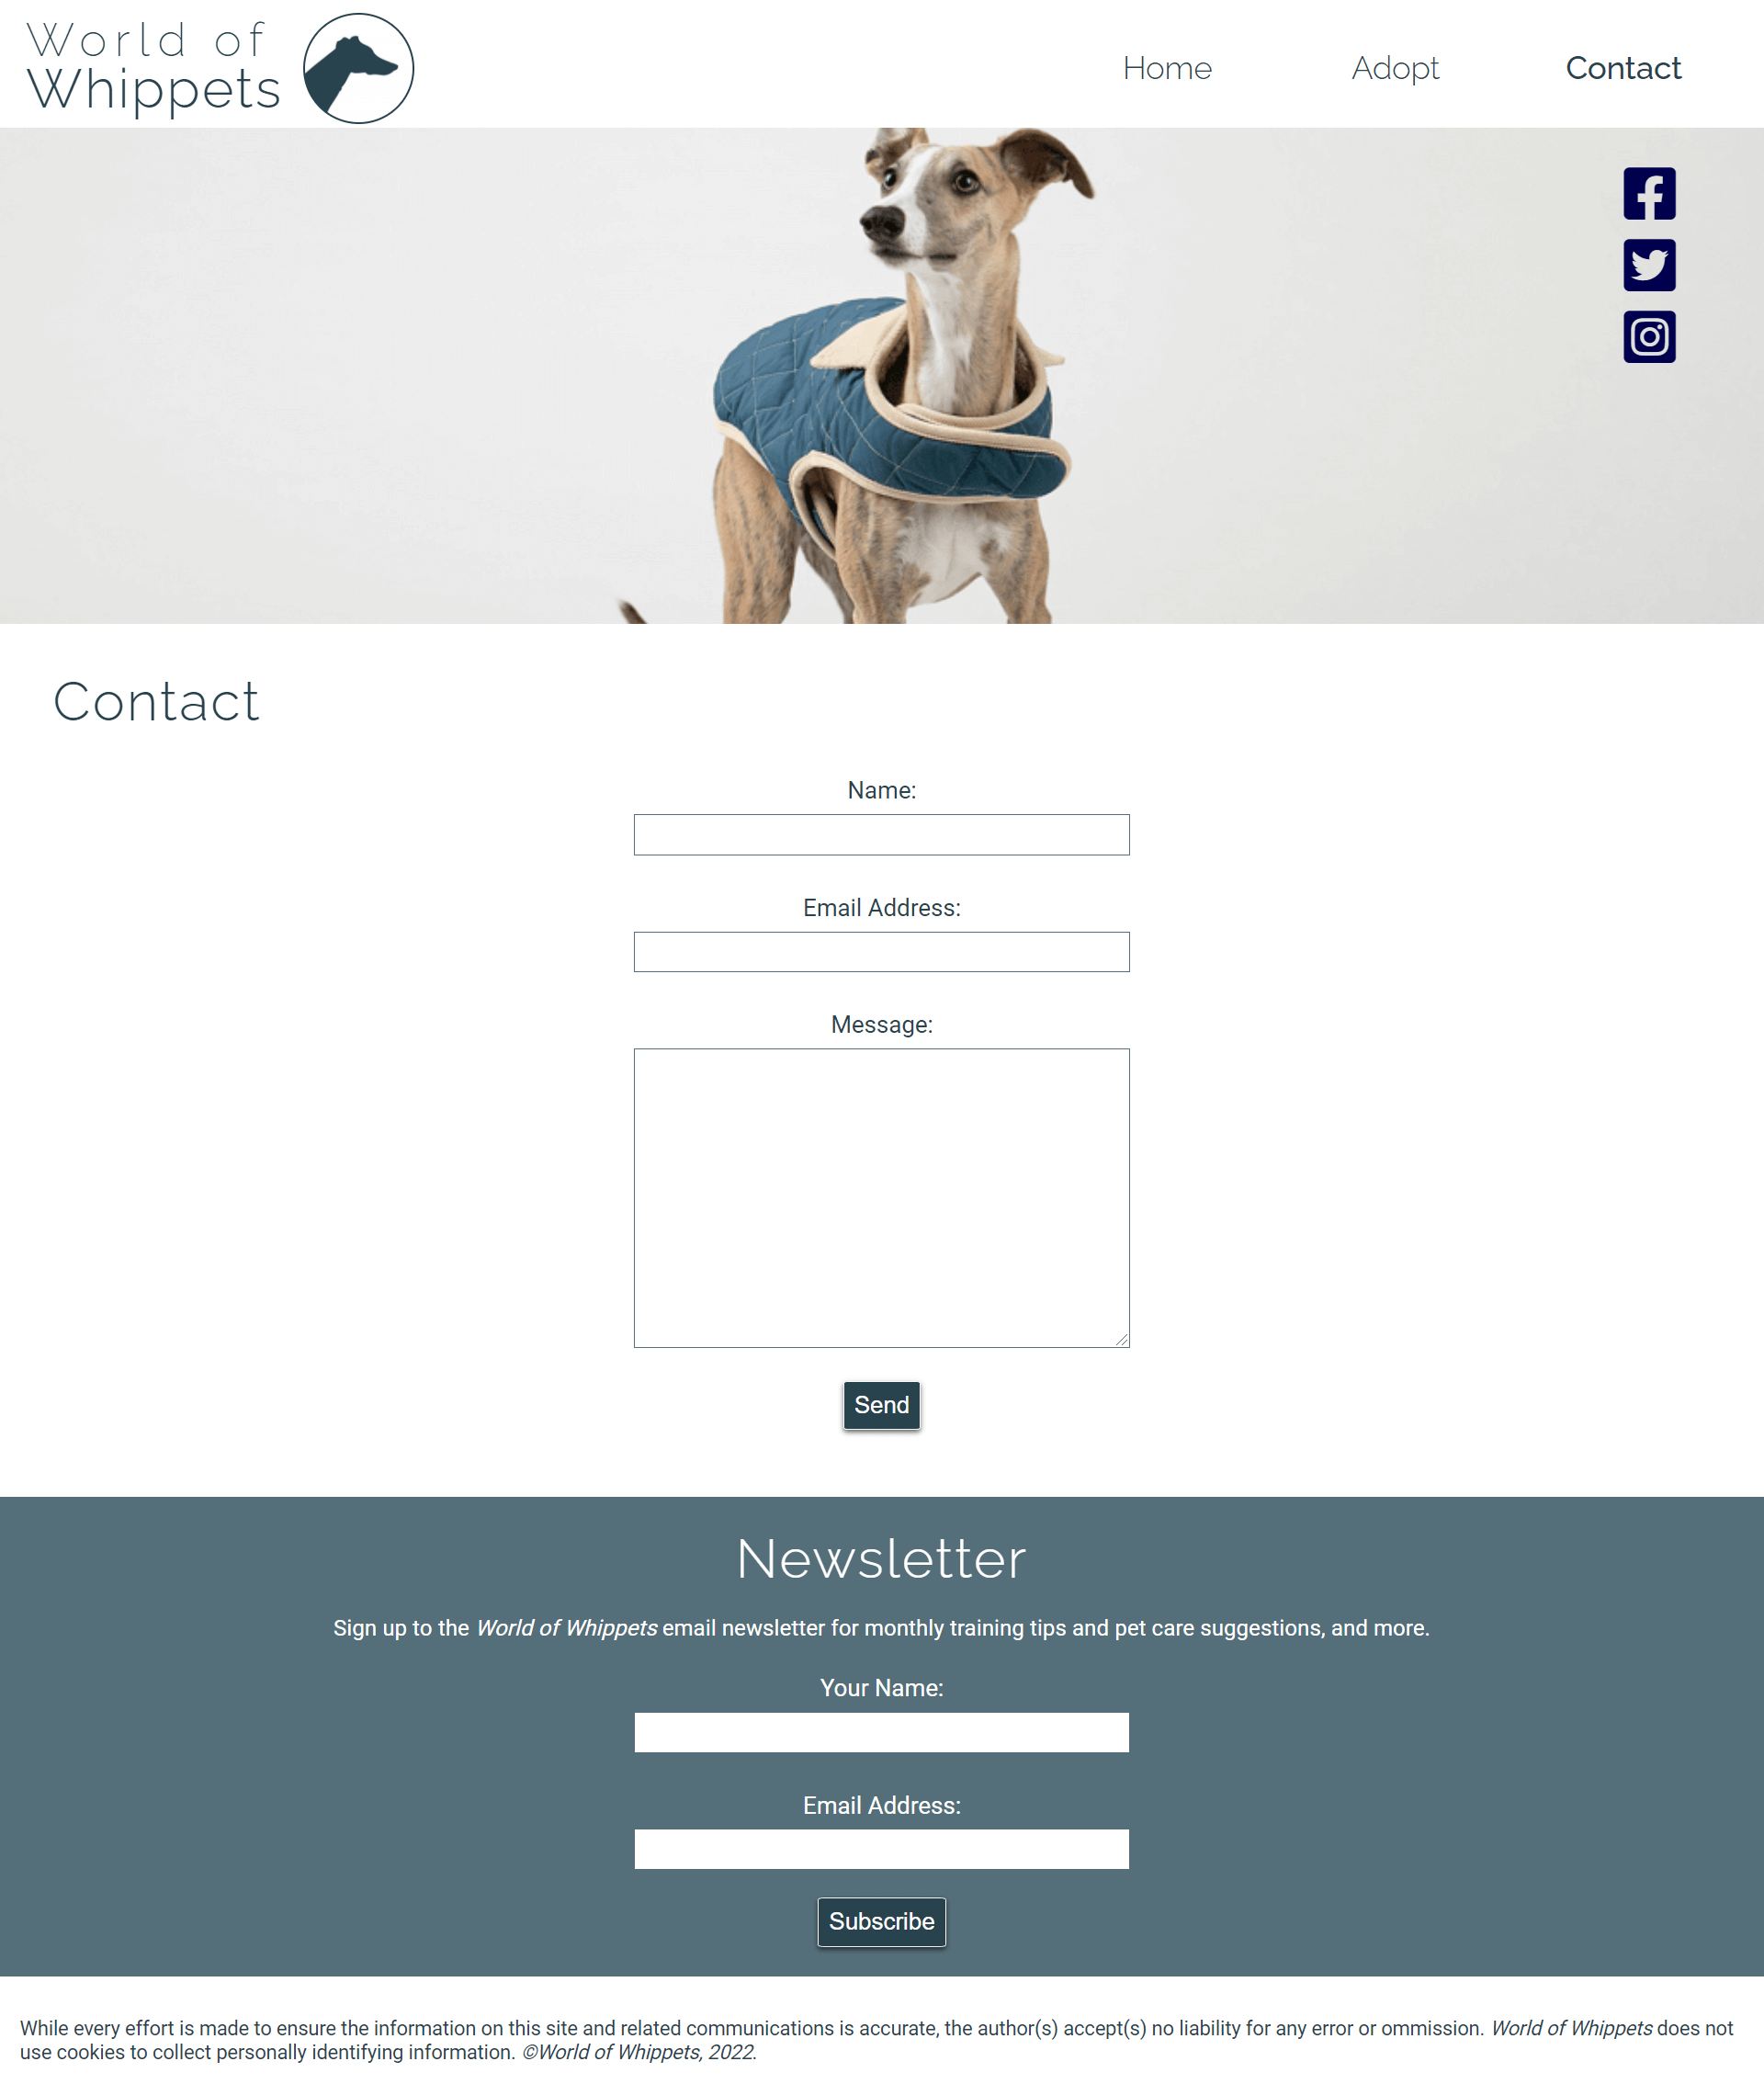 World of
Whippets
Home Adopt Contact
Contact
Name:
Email Address:
Message:
Send
Newsletter
Sign up to the World of Whippets email newsletter for monthly training tips and pet care suggestions, and more.
Your Name:
Email Address:
Subscribe
While every effort is made to ensure the information on this site and related communications is accurate, the author(s) accept(s) no liability for any error or ommission. World of Whippets does not
use cookies to collect personally identifying information. ©World of Whippets, 2022.